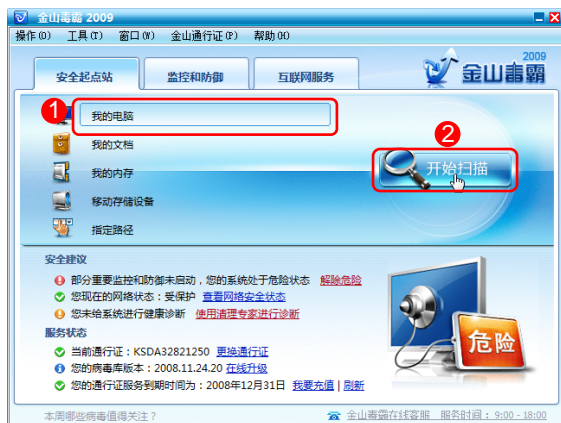 金山毒霸 2009
操作(O) 工具(T) 窗口(W) 金山通行证(P) 帮助(H)
安全起点站 监控和防御 互联网服务 金山毒霸 2009
1 我的电脑
我的文档
我的内存
移动存储设备
指定路径
2
开始扫描
安全建议
部分重要监控和防御未启动，您的系统处于危险状态 解除危险
您现在的网络状态：受保护 查看网络安全状态
您未给系统进行健康诊断 使用清理专家进行诊断
服务状态
当前通行证：KSDA32821250 更换通行证
您的病毒库版本：2008.11.24.20 在线升级
您的通行证服务到期时间为：2008年12月31日 我要充值 | 刷新
危险
本周哪些病毒值得关注？ 金山毒霸在线客服 服务时间：9:00 - 18:00